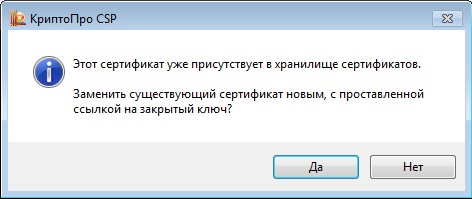 КриптоПро CSP
Этот сертификат уже присутствует в хранилище сертификатов.
Заменить существующий сертификат новым, с проставленной
ссылкой на закрытый ключ?
Да
Нет